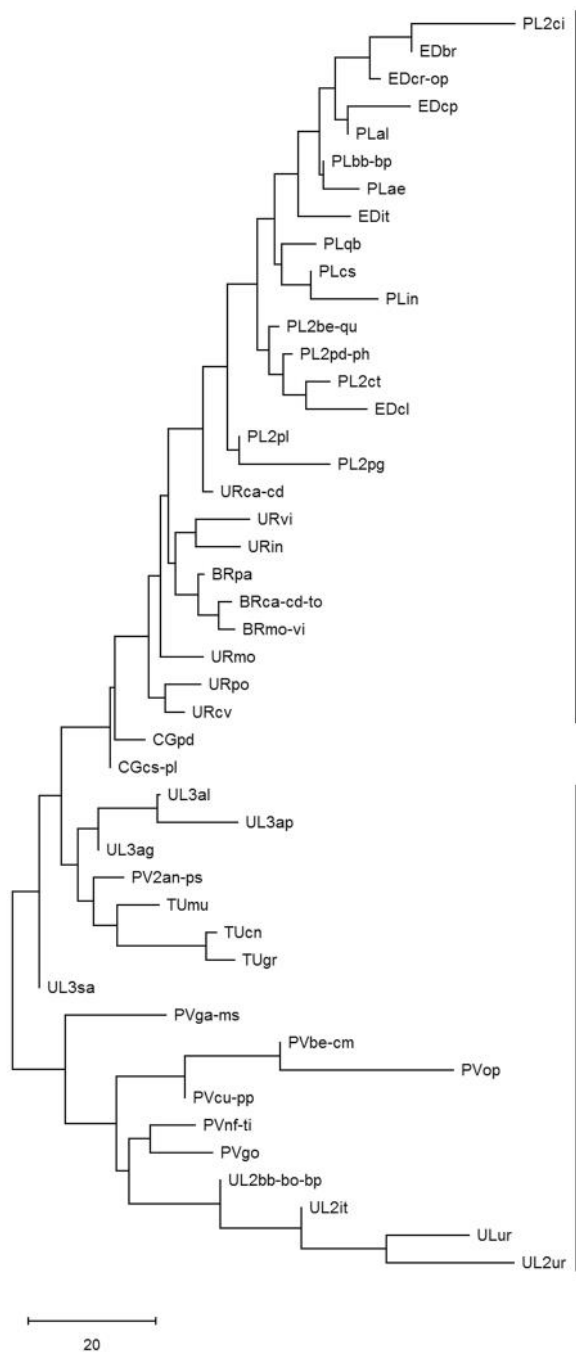 PL2ci
EDbr
EDcr-op
EDcp
PLal
PLbb-bp
PLae
EDit
PLqb
PLcs
PLin
PL2be-qu
PL2pd-ph
PL2ct
EDcl
PL2pl
PL2pg
URca-cd
URvi
URin
BRpa
BRca-cd-to
BRmo-vi
URmo
URpo
URcv
CGpd
CGcs-pl
UL3al
UL3ap
UL3ag
PV2an-ps
TUmu
TUcn
TUgr
UL3sa
PVga-ms
PVbe-cm
PVop
PVcu-pp
PVnf-ti
PVgo
UL2bb-bo-bp
UL2it
ULur
UL2ur
20